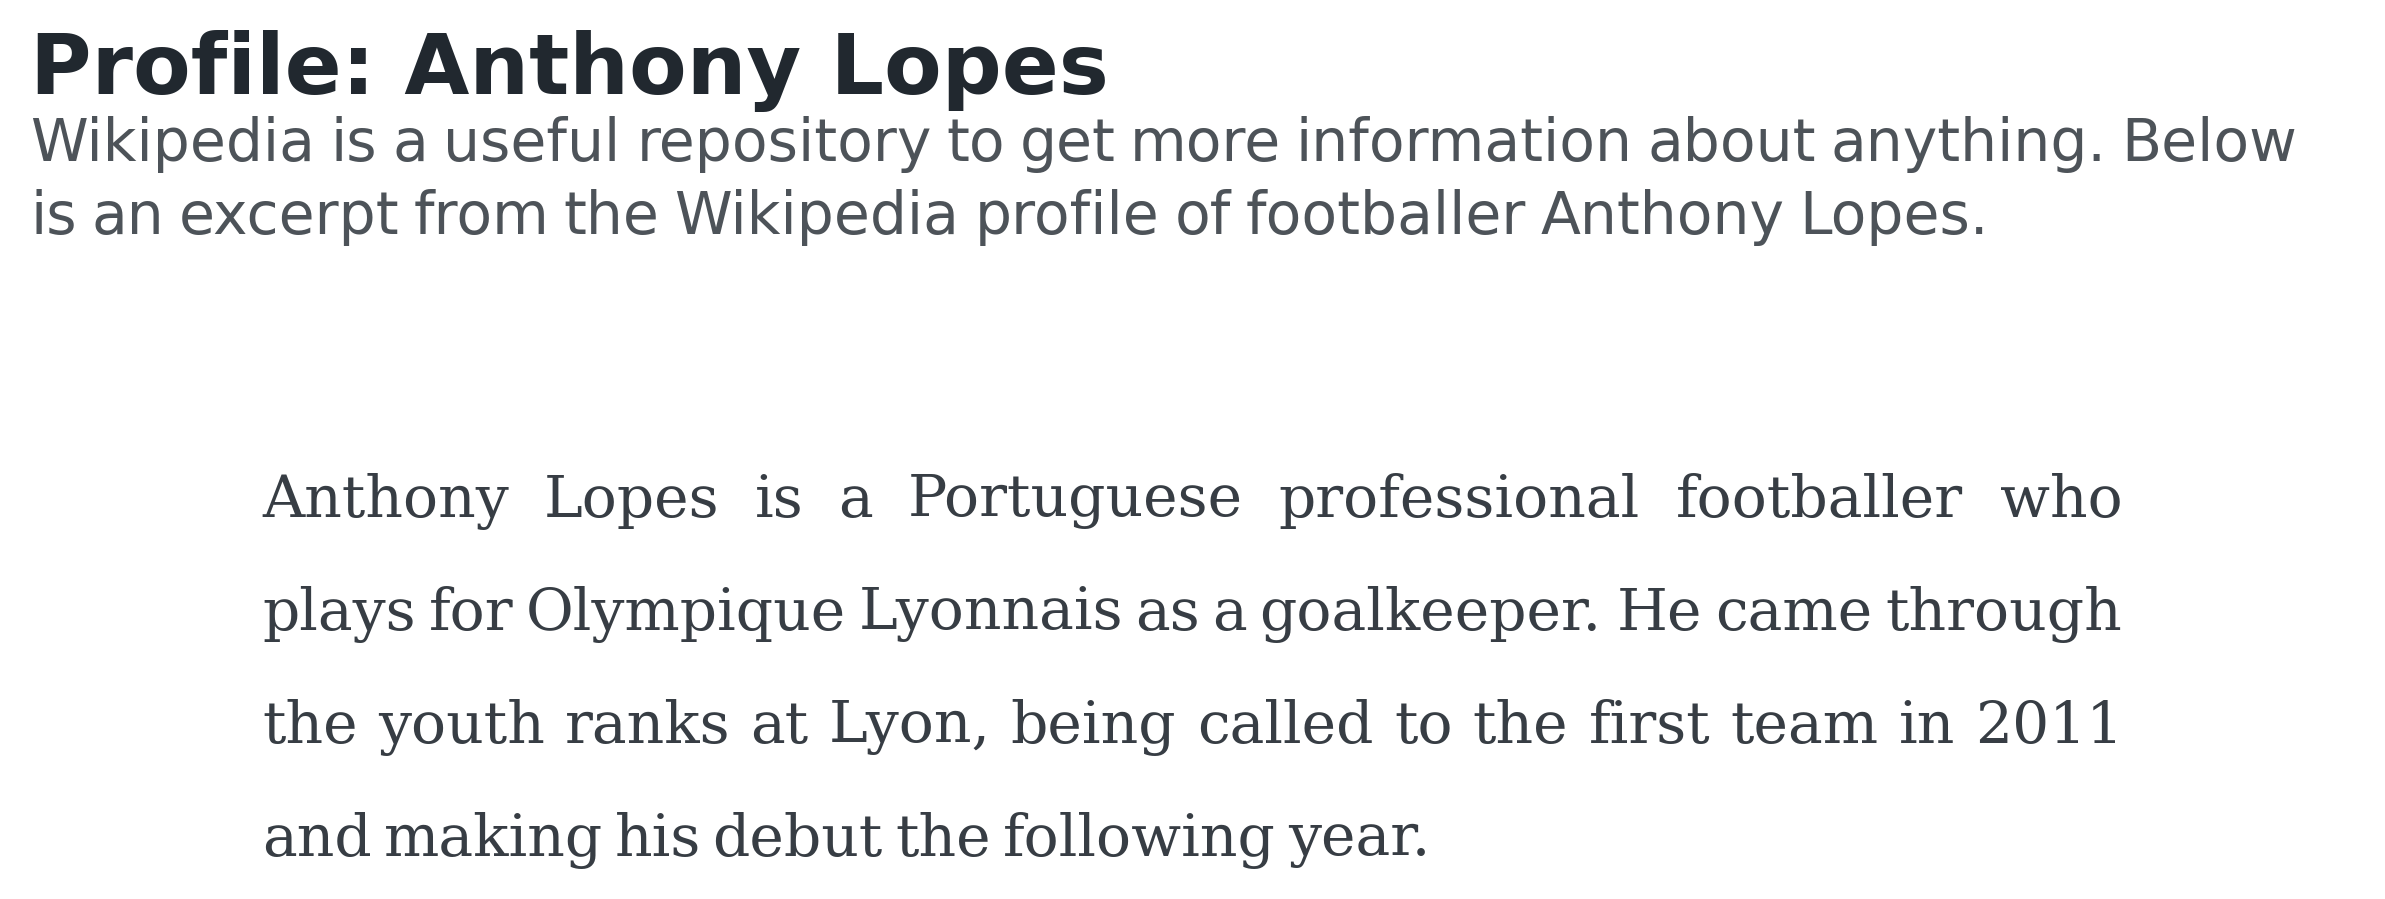 Profile: Anthony Lopes
Wikipedia is a useful repository to get more information about anything. Below
is an excerpt from the Wikipedia profile of footballer Anthony Lopes.
Anthony Lopes is a Portuguese professional footballer who
plays for Olympique Lyonnais as a goalkeeper. He came through
the youth ranks at Lyon, being called to the first team in 2011
and making his debut the following year.